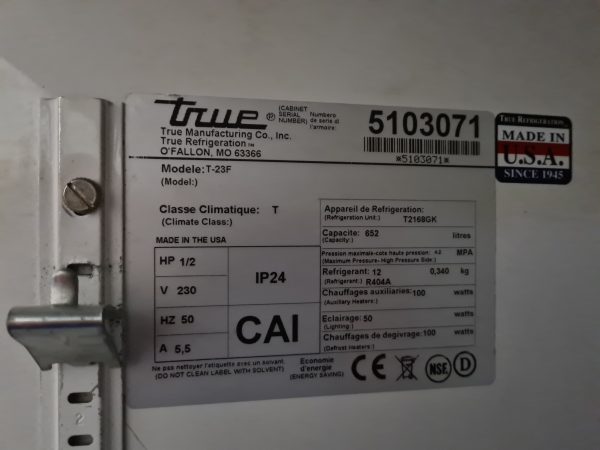 true ® (CABINET SERIAL NUMBER) Numbero de serie de l'armoire: 5103071
*5103071*
True Manufacturing Co., Inc.
True Refrigeration™
O'FALLON, MO 63366
TRUE REFRIGERATION
MADE IN
U.S.A.
SINCE 1945
Modele: T-23F
(Model:)
Classe Climatique: T
(Climate Class:)
MADE IN THE USA
HP 1/2
V 230
HZ 50
A 5,5
IP24
CAI
Appareil de Refrigeration:
(Refrigeration Unit:) T2168GK
Capacite: 652 litres
(Capacity:)
Pression maximale-cote haute pression: MPA
(Maximum Pressure- High Pressure Side:)
Refrigerant: 12 0,340 kg
(Refrigerant:) R404A
Chauffages auxiliaries: 100 watts
(Auxiliary Heaters:)
Eclairage: 50 watts
(Lighting:)
Chauffages de degivrage: 100 watts
(Defrost Heaters:)
Ne pas nettoyer l'etiquette avec un solvant
(DO NOT CLEAN LABEL WITH SOLVENT)
Economie d'energie
(ENERGY SAVING)
CE NSF D
2